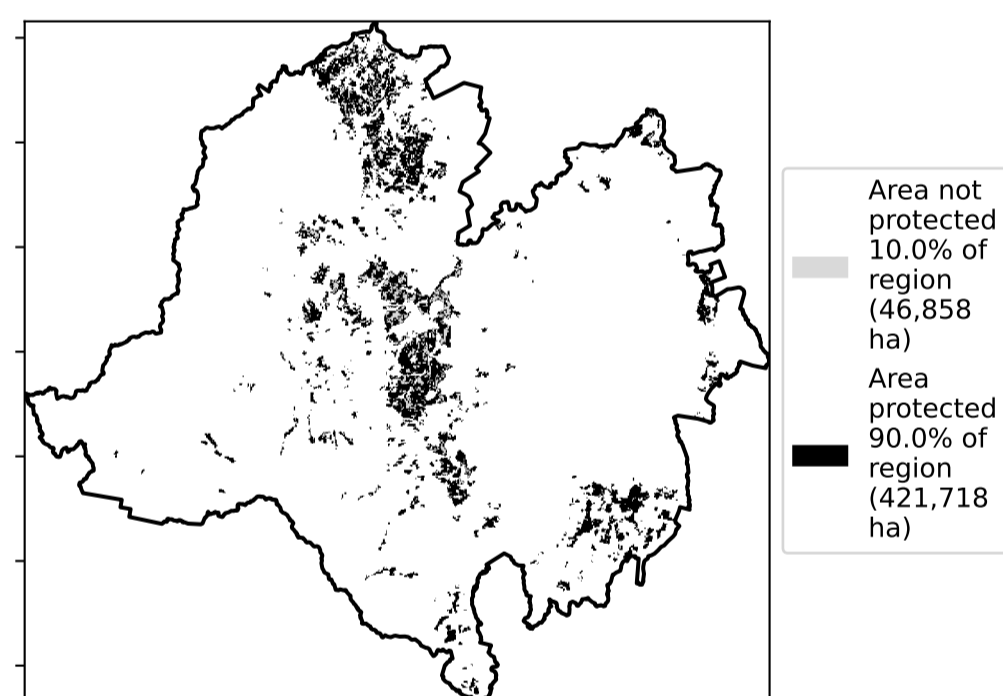 Area not
protected
10.0% of
region
(46,858
ha)
Area
protected
90.0% of
region
(421,718
ha)